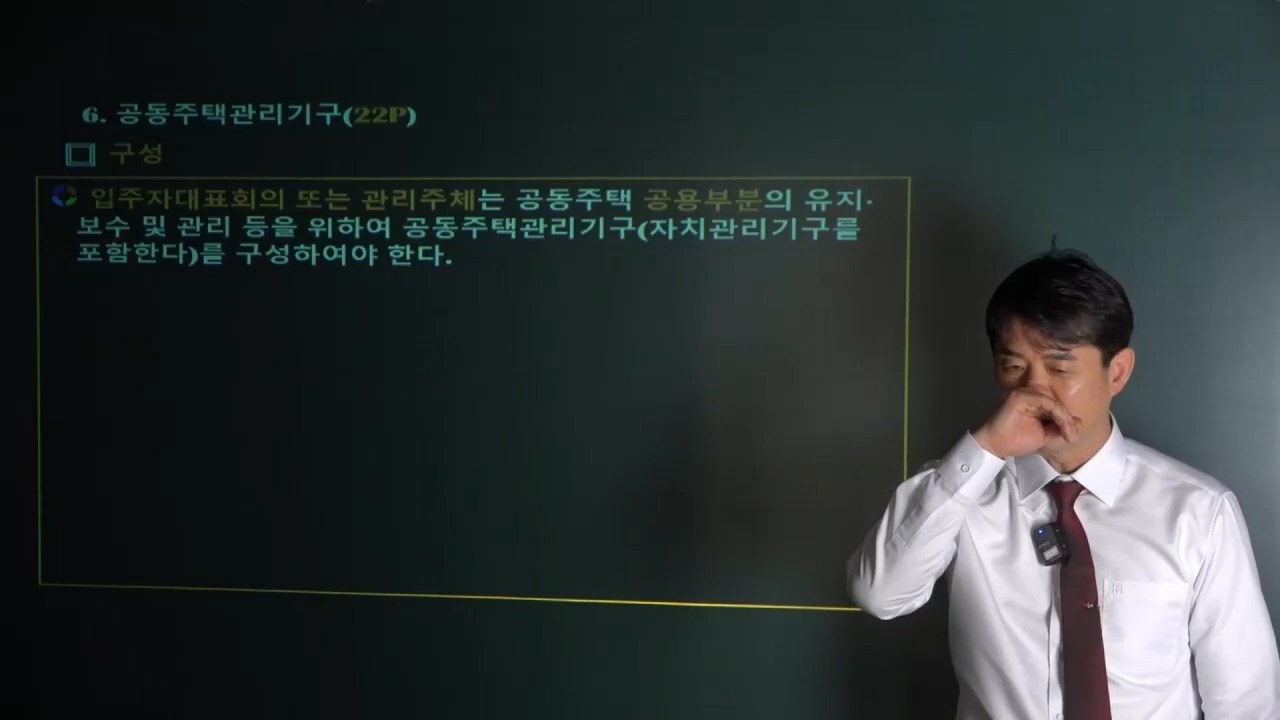 6. 공동주택관리기구(22P)
구성
입주자대표회의 또는 관리주체는 공동주택 공용부분의 유지·
보수 및 관리 등을 위하여 공동주택관리기구(자치관리기구를
포함한다)를 구성하여야 한다.